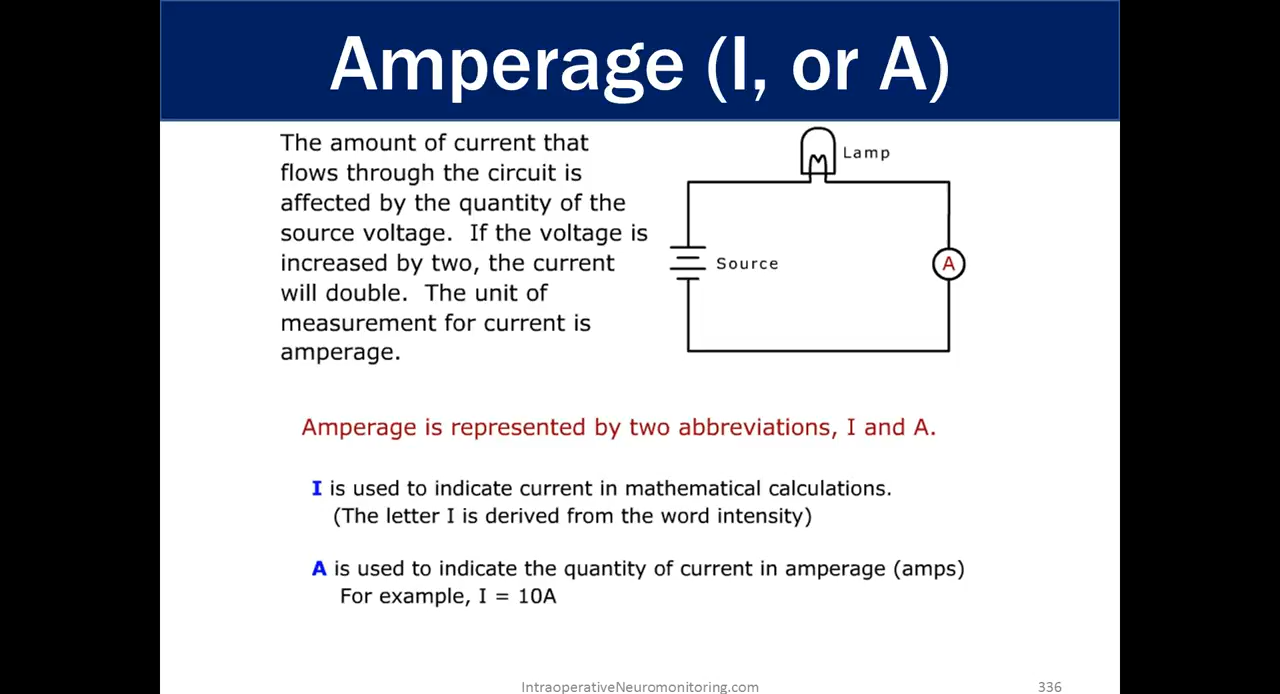 Amperage (I, or A)
The amount of current that
flows through the circuit is
affected by the quantity of the
source voltage.  If the voltage is
increased by two, the current
will double.  The unit of
measurement for current is
amperage.
Lamp
Source
A
Amperage is represented by two abbreviations, I and A.
I is used to indicate current in mathematical calculations.
(The letter I is derived from the word intensity)
A is used to indicate the quantity of current in amperage (amps)
For example, I = 10A
IntraoperativeNeuromonitoring.com
336